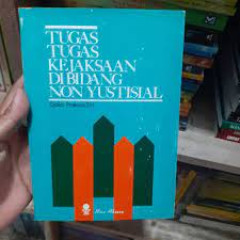 TUGAS
TUGAS
KEJAKSAAN
DI BIDANG
NON YUSTISIAL